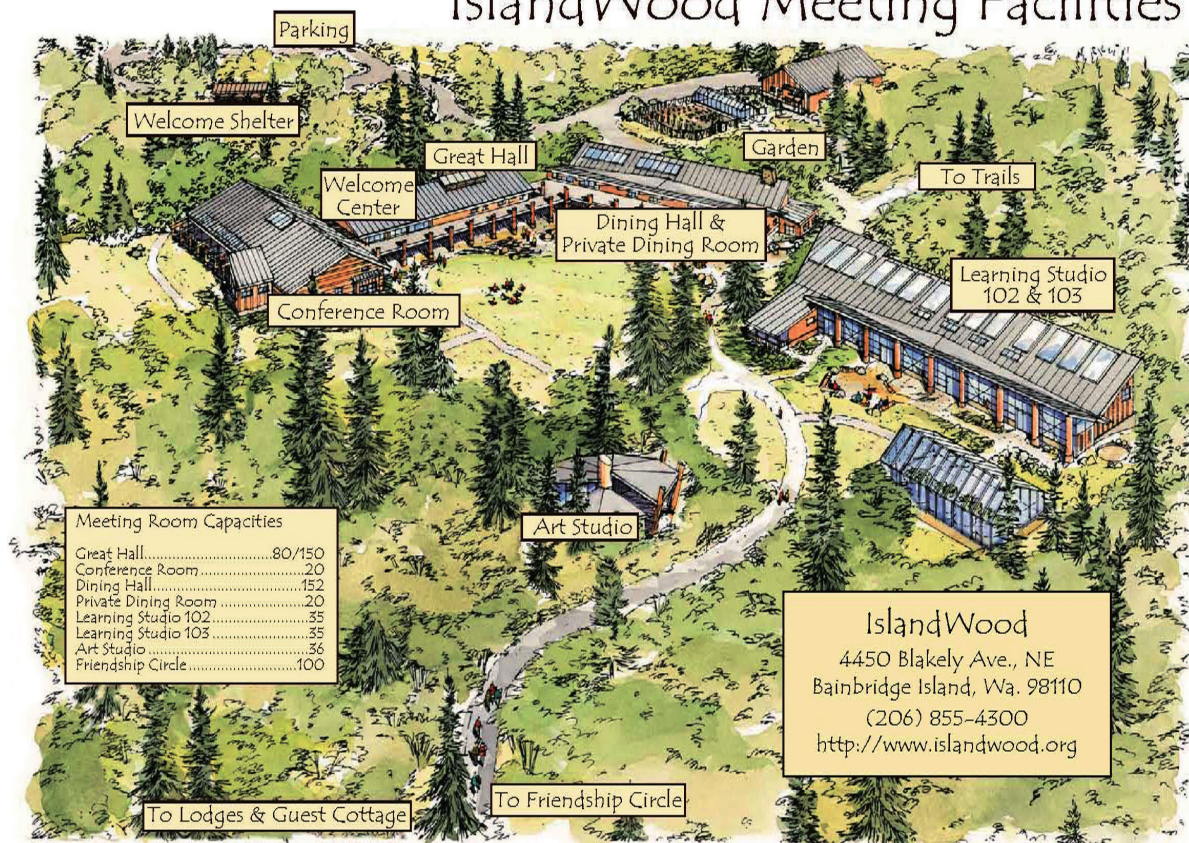 IslandWood Meeting Facilities
Parking
Welcome Shelter
Great Hall
Garden
Welcome
Center
To Trails
Dining Hall &
Private Dining Room
Learning Studio
102 & 103
Conference Room
Art Studio
Meeting Room Capacities
Great Hall..............................80/150
Conference Room..............................20
Dining Hall..............................152
Private Dining Room..............................20
Learning Studio 102..............................35
Learning Studio 103..............................35
Art Studio..............................36
Friendship Circle..............................100
IslandWood
4450 Blakely Ave., NE
Bainbridge Island, Wa. 98110
(206) 855-4300
http://www.islandwood.org
To Lodges & Guest Cottage
To Friendship Circle